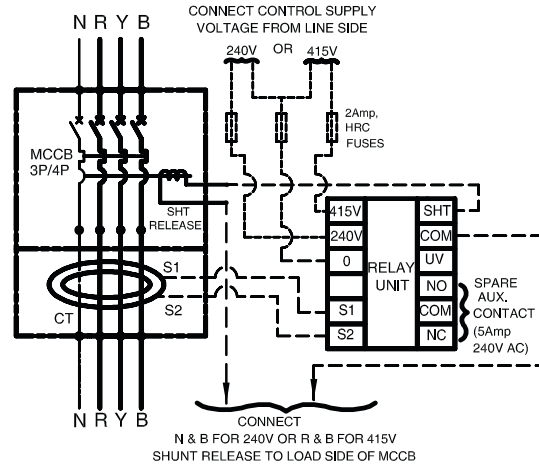 CONNECT CONTROL SUPPLY
VOLTAGE FROM LINE SIDE
OR
240V 415V
N R Y B
2Amp,
HRC
FUSES
MCCB
3P/4P
SHT
RELEASE
415V
240V
0
S1
S2
RELAY
UNIT
SHT
COM
UV
NO
COM
NC
SPARE
AUX.
CONTACT
(5Amp
240V AC)
S1
S2
CT
N R Y B
CONNECT
N & B FOR 240V OR R & B FOR 415V
SHUNT RELEASE TO LOAD SIDE OF MCCB